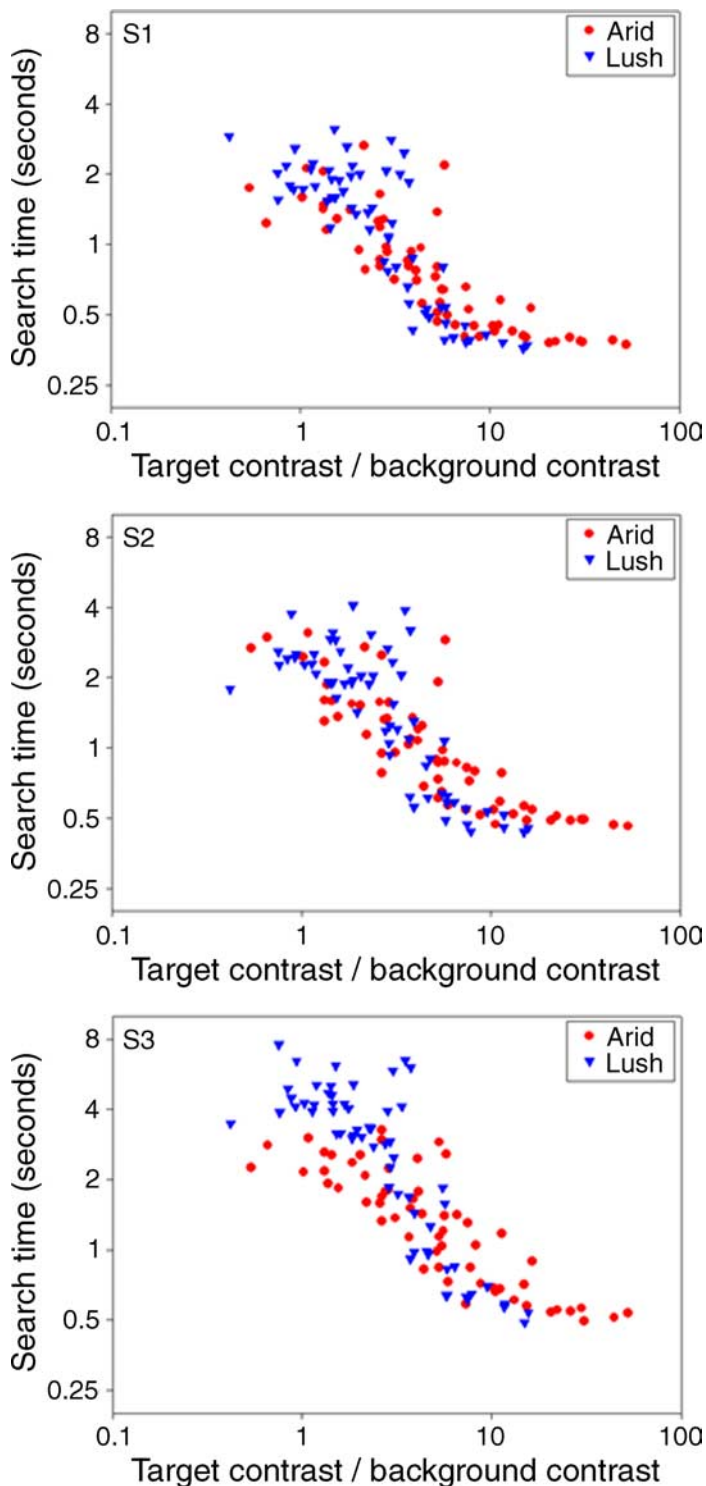 S1
Arid
Lush
8
4
2
1
0.5
0.25
Search time (seconds)
0.1 1 10 100
Target contrast / background contrast
S2
Arid
Lush
8
4
2
1
0.5
0.25
Search time (seconds)
0.1 1 10 100
Target contrast / background contrast
S3
Arid
Lush
8
4
2
1
0.5
0.25
Search time (seconds)
0.1 1 10 100
Target contrast / background contrast